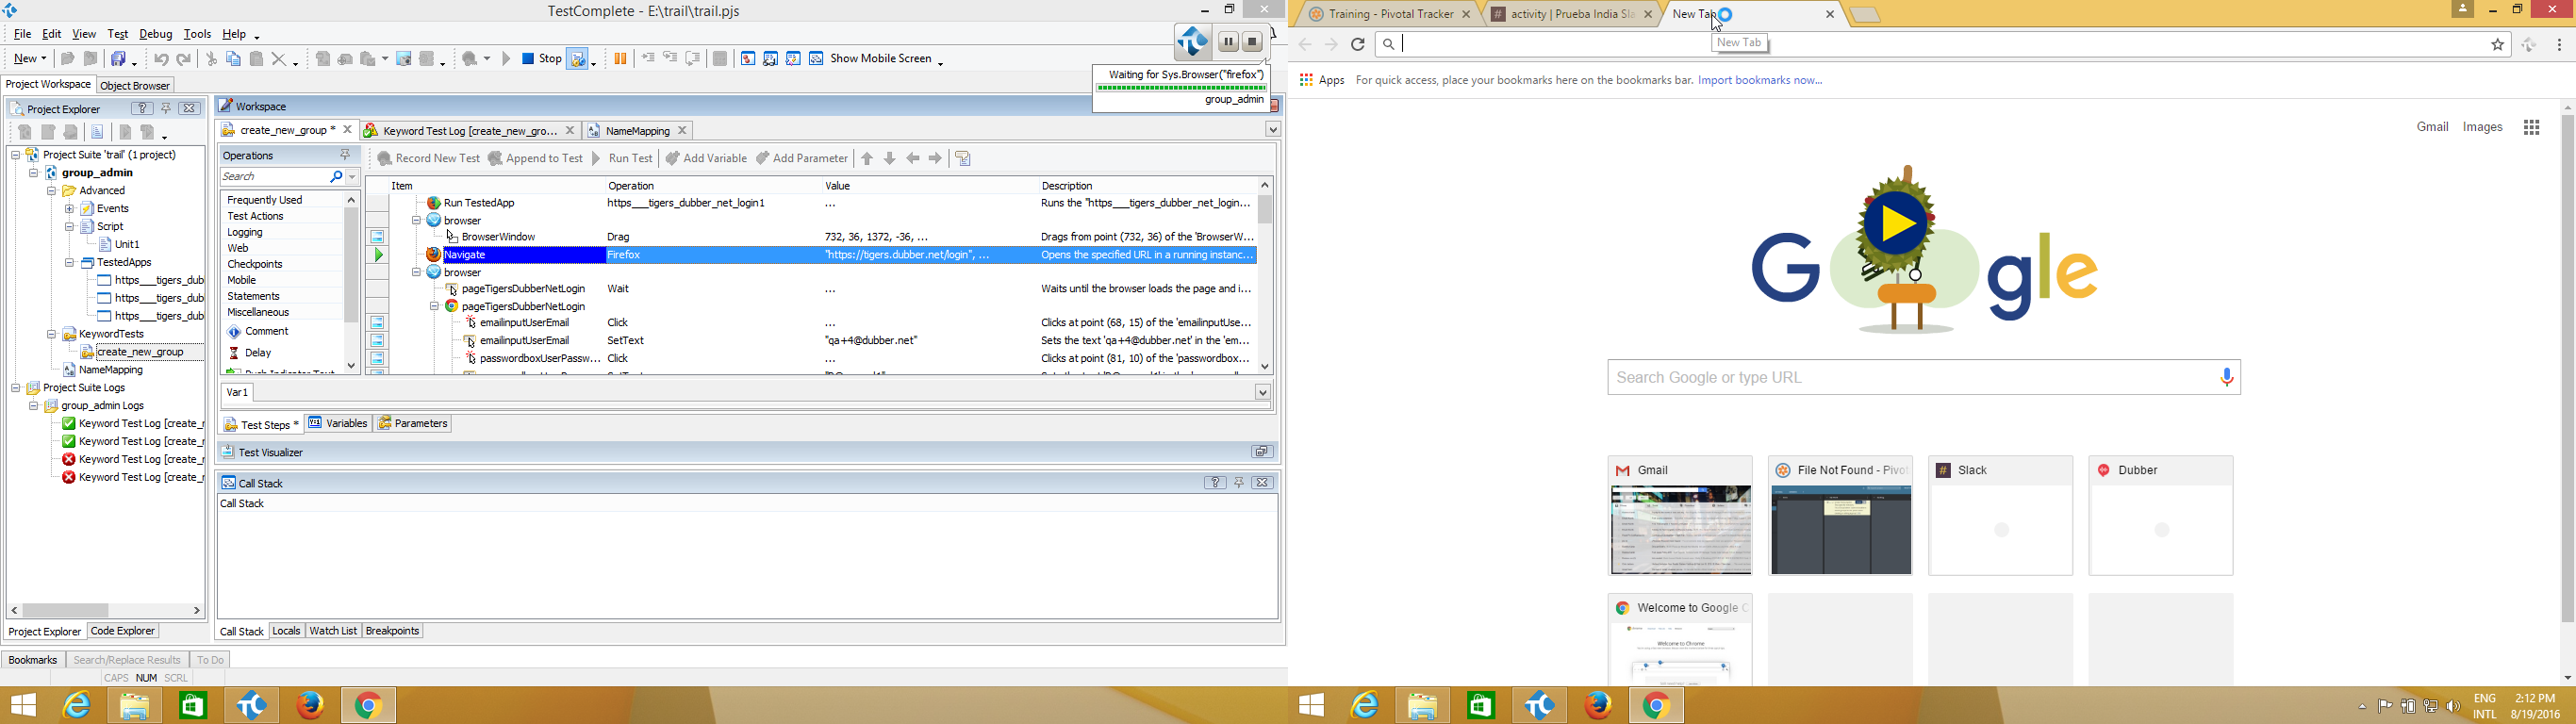 TestComplete - E:\trail\trail.pjs
File Edit View Test Debug Tools Help
New Stop Show Mobile Screen
Waiting for Sys.Browser("firefox")
group_admin
Project Workspace Object Browser
Project Explorer
Project Suite 'trail' (1 project)
group_admin
Advanced
Events
Script
Unit1
TestedApps
https___tigers_dub
https___tigers_dub
https___tigers_dub
KeywordTests
create_new_group
NameMapping
Project Suite Logs
group_admin Logs
Keyword Test Log [create_r
Keyword Test Log [create_r
Keyword Test Log [create_r
Keyword Test Log [create_r
Project Explorer Code Explorer
Workspace
create_new_group * Keyword Test Log [create_new_gro... NameMapping
Operations
Search
Frequently Used
Test Actions
Logging
Web
Checkpoints
Mobile
Statements
Miscellaneous
Comment
Delay
Record New Test Append to Test Run Test Add Variable Add Parameter
Item Operation Value Description
Run TestedApp https___tigers_dubber_net_login1 ... Runs the "https___tigers_dubber_net_login...
browser
BrowserWindow Drag 732, 36, 1372, -36, ... Drags from point (732, 36) of the 'BrowserW...
Navigate Firefox "https://tigers.dubber.net/login", ... Opens the specified URL in a running instanc...
browser
pageTigersDubberNetLogin Wait ... Waits until the browser loads the page and i...
pageTigersDubberNetLogin
emailinputUserEmail Click ... Clicks at point (68, 15) of the 'emailinputUse...
emailinputUserEmail SetText "qa+4@dubber.net" Sets the text 'qa+4@dubber.net' in the 'em...
passwordboxUserPassw... Click ... Clicks at point (81, 10) of the 'passwordbox...
Var1
Test Steps * Variables Parameters
Test Visualizer
Call Stack
Call Stack
Call Stack Locals Watch List Breakpoints
Bookmarks Search/Replace Results To Do
CAPS NUM SCRL
Training - Pivotal Tracker activity | Prueba India Sla New Tab
New Tab
Apps For quick access, place your bookmarks here on the bookmarks bar. Import bookmarks now...
Gmail Images
Google
Search Google or type URL
Gmail File Not Found - Pivot Slack Dubber
Welcome to Google C
Welcome to Chrome
ENG
INTL
2:12 PM
8/19/2016